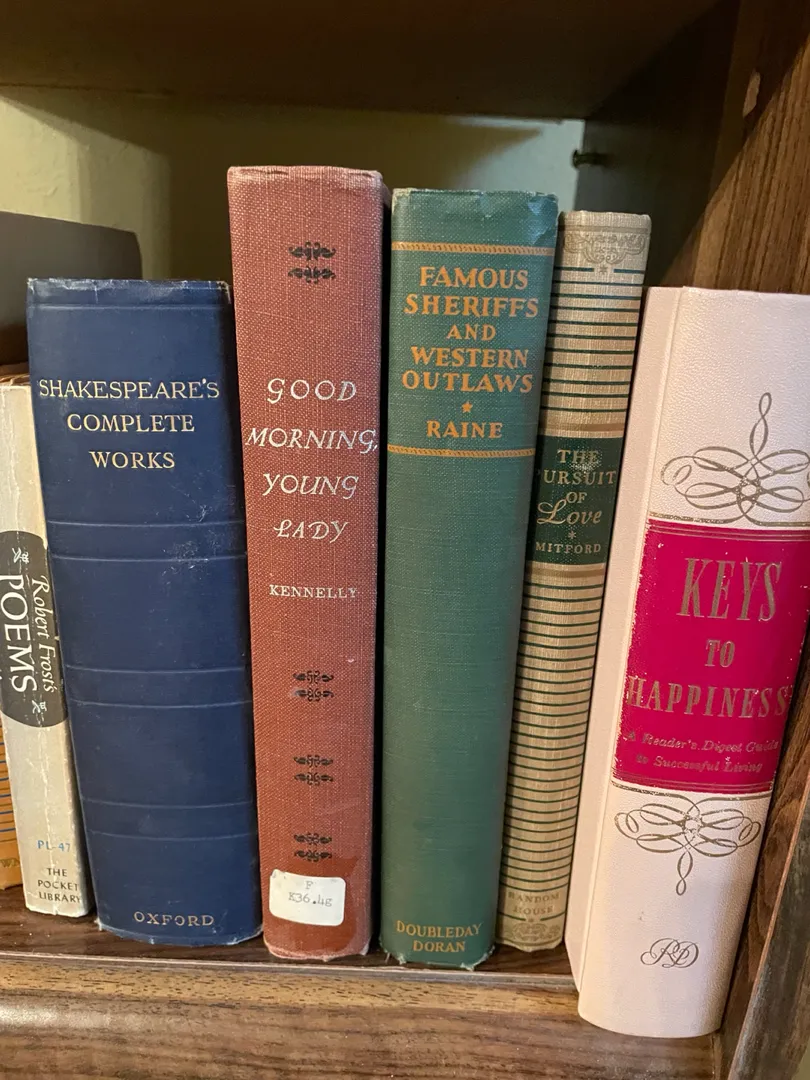 Robert Frost's
POEMS
PL 47
THE
POCKET
LIBRARY
SHAKESPEARE'S
COMPLETE
WORKS
OXFORD
GOOD
MORNING,
YOUNG
LADY
KENNELLY
F
K36.4g
FAMOUS
SHERIFFS
AND
WESTERN
OUTLAWS
RAINE
DOUBLEDAY
DORAN
THE
PURSUIT
OF
Love
MITFORD
RANDOM
HOUSE
KEYS
TO
HAPPINESS
A Reader's Digest Guide
to Successful Living
RD